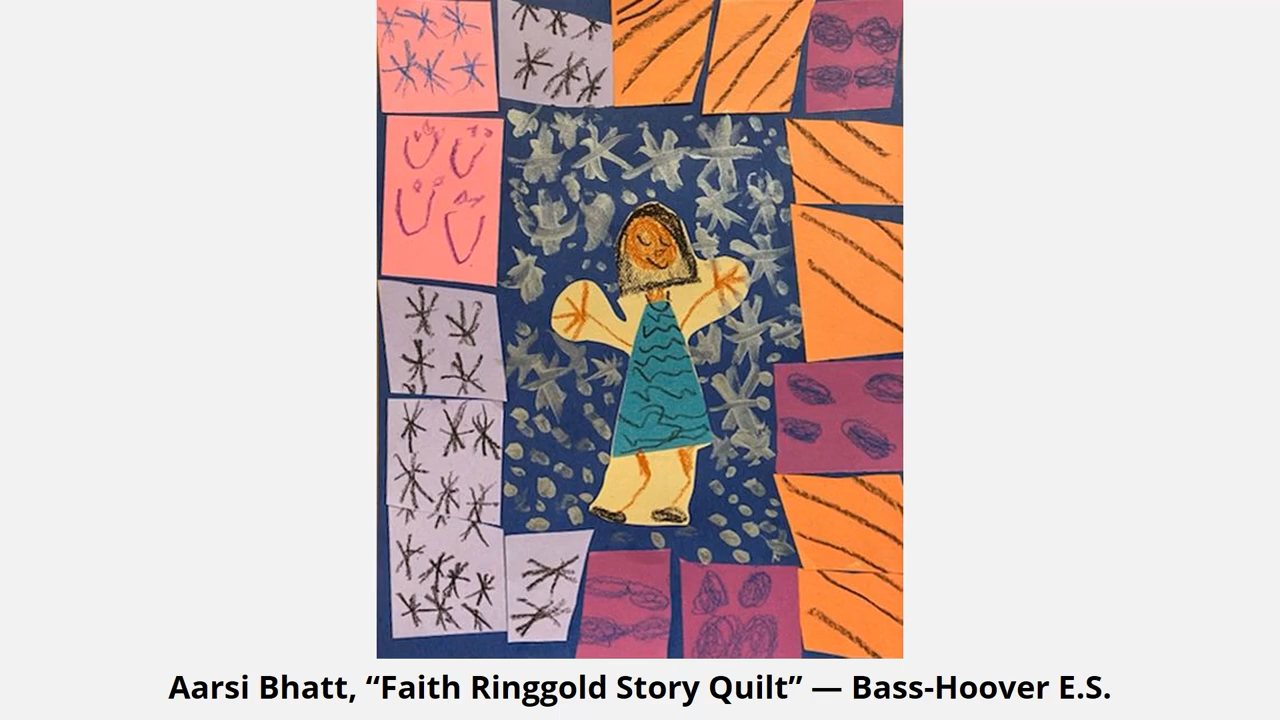 Aarsi Bhatt, “Faith Ringgold Story Quilt” — Bass-Hoover E.S.